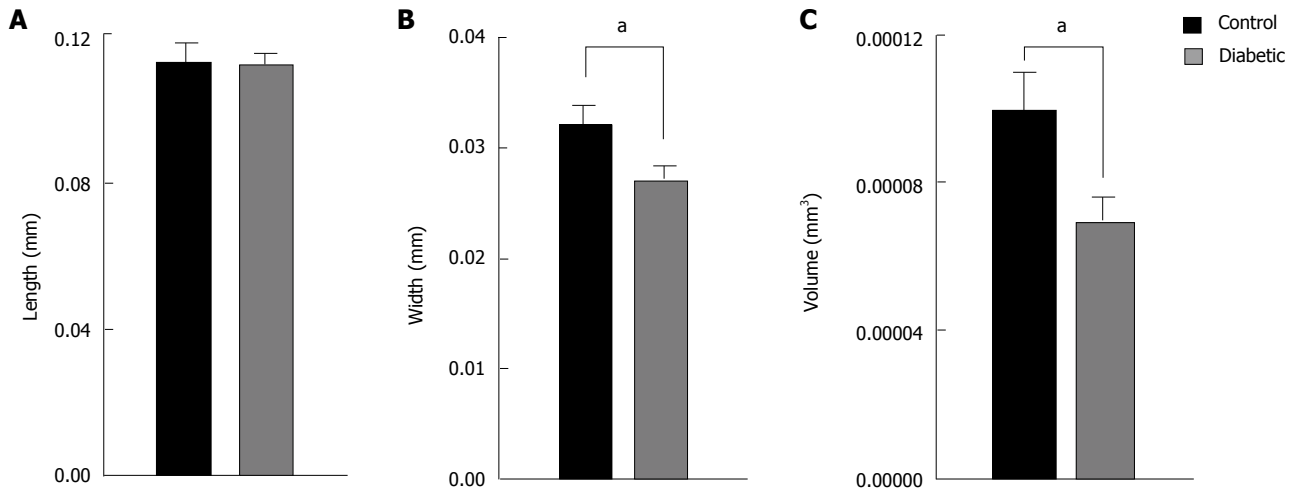 A
0.12
0.08
0.04
0.00
Length (mm)
B
0.04
0.03
0.02
0.01
0.00
Width (mm)
a
C
0.00012
0.00008
0.00004
0.00000
Volume (mm³)
a
Control
Diabetic